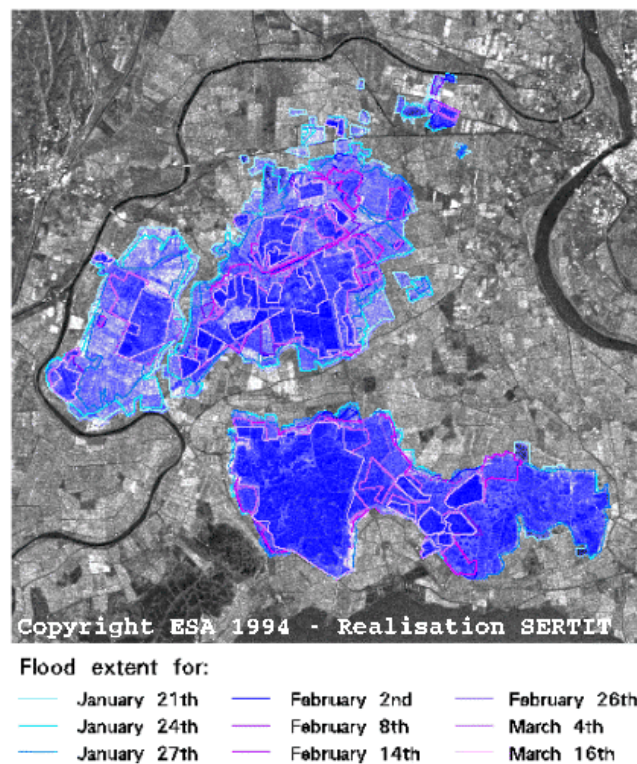 Copyright ESA 1994 - Realisation SERTIT
Flood extent for:
January 21th February 2nd February 26th
January 24th February 8th March 4th
January 27th February 14th March 16th